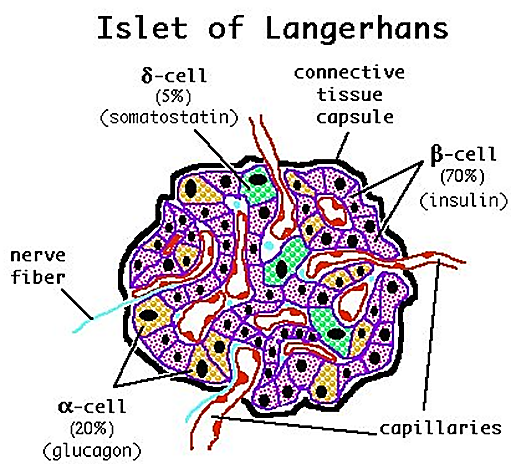 Islet of Langerhans
δ-cell
(5%)
(somatostatin)
connective
tissue
capsule
β-cell
(70%)
(insulin)
nerve
fiber
α-cell
(20%)
(glucagon)
capillaries